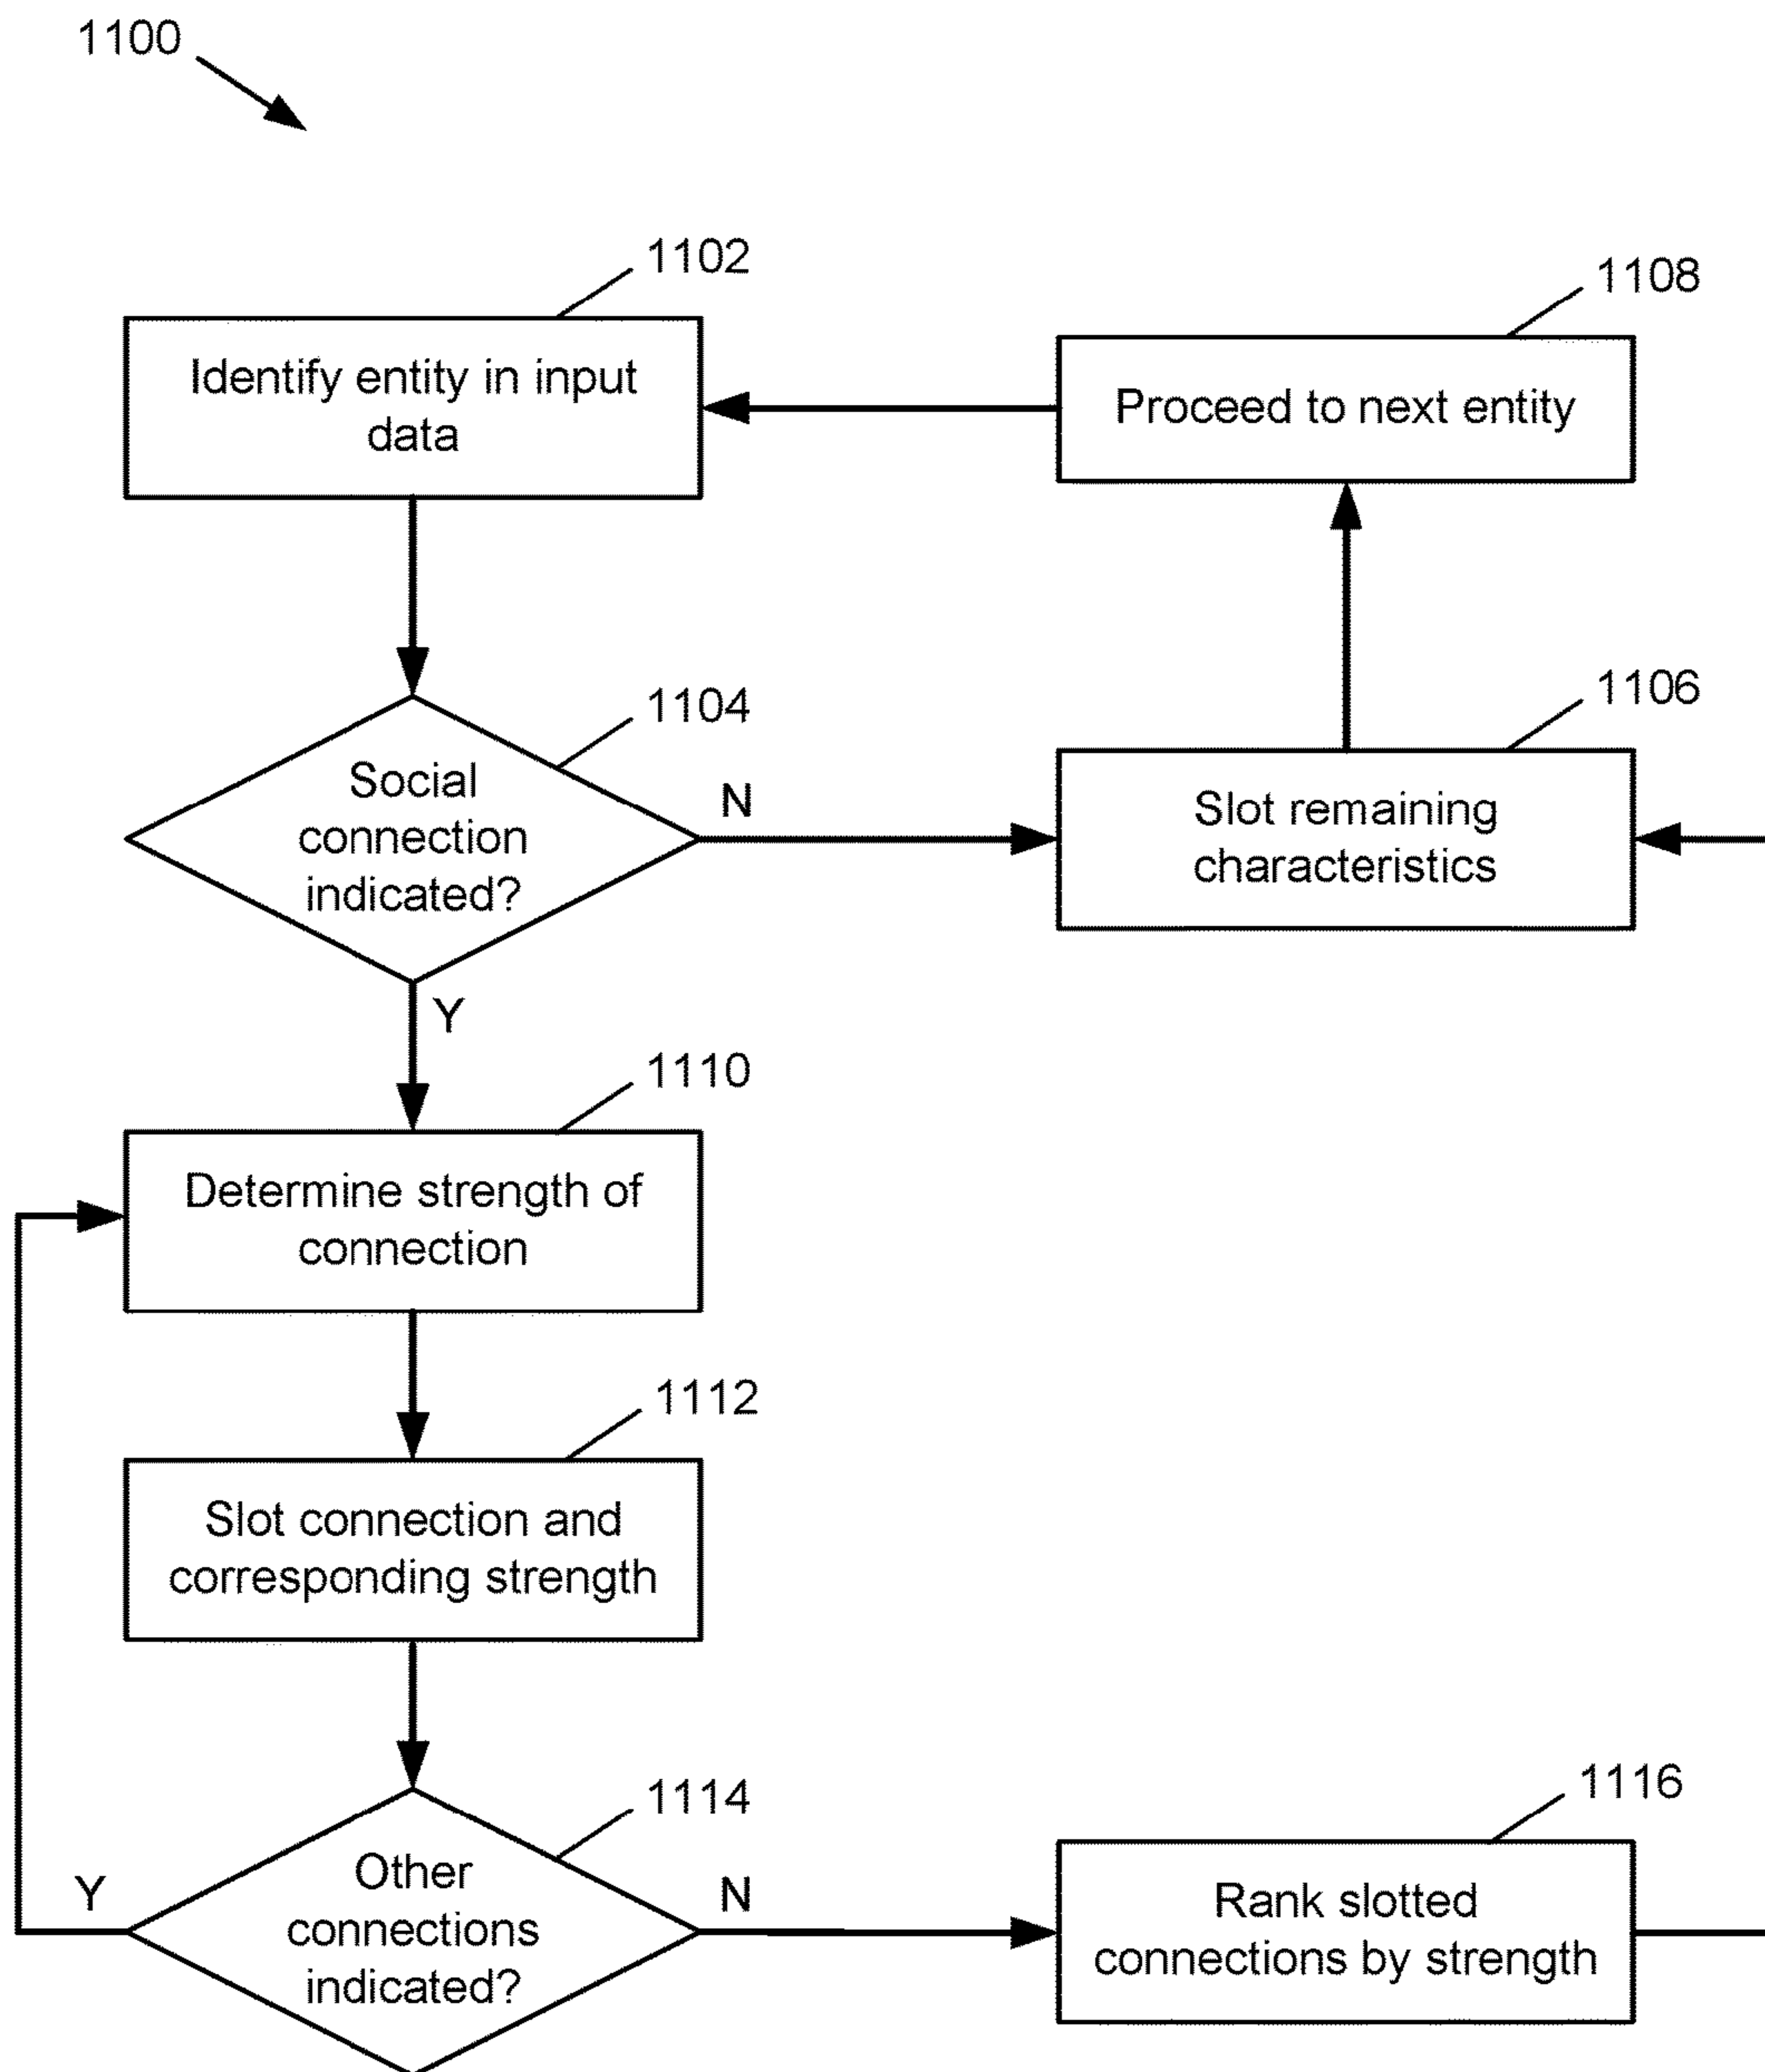 1100
1102
Identify entity in input
data
1108
Proceed to next entity
1104
Social
connection
indicated?
N
Y
1106
Slot remaining
characteristics
1110
Determine strength of
connection
1112
Slot connection and
corresponding strength
1114
Other
connections
indicated?
Y
N
1116
Rank slotted
connections by strength